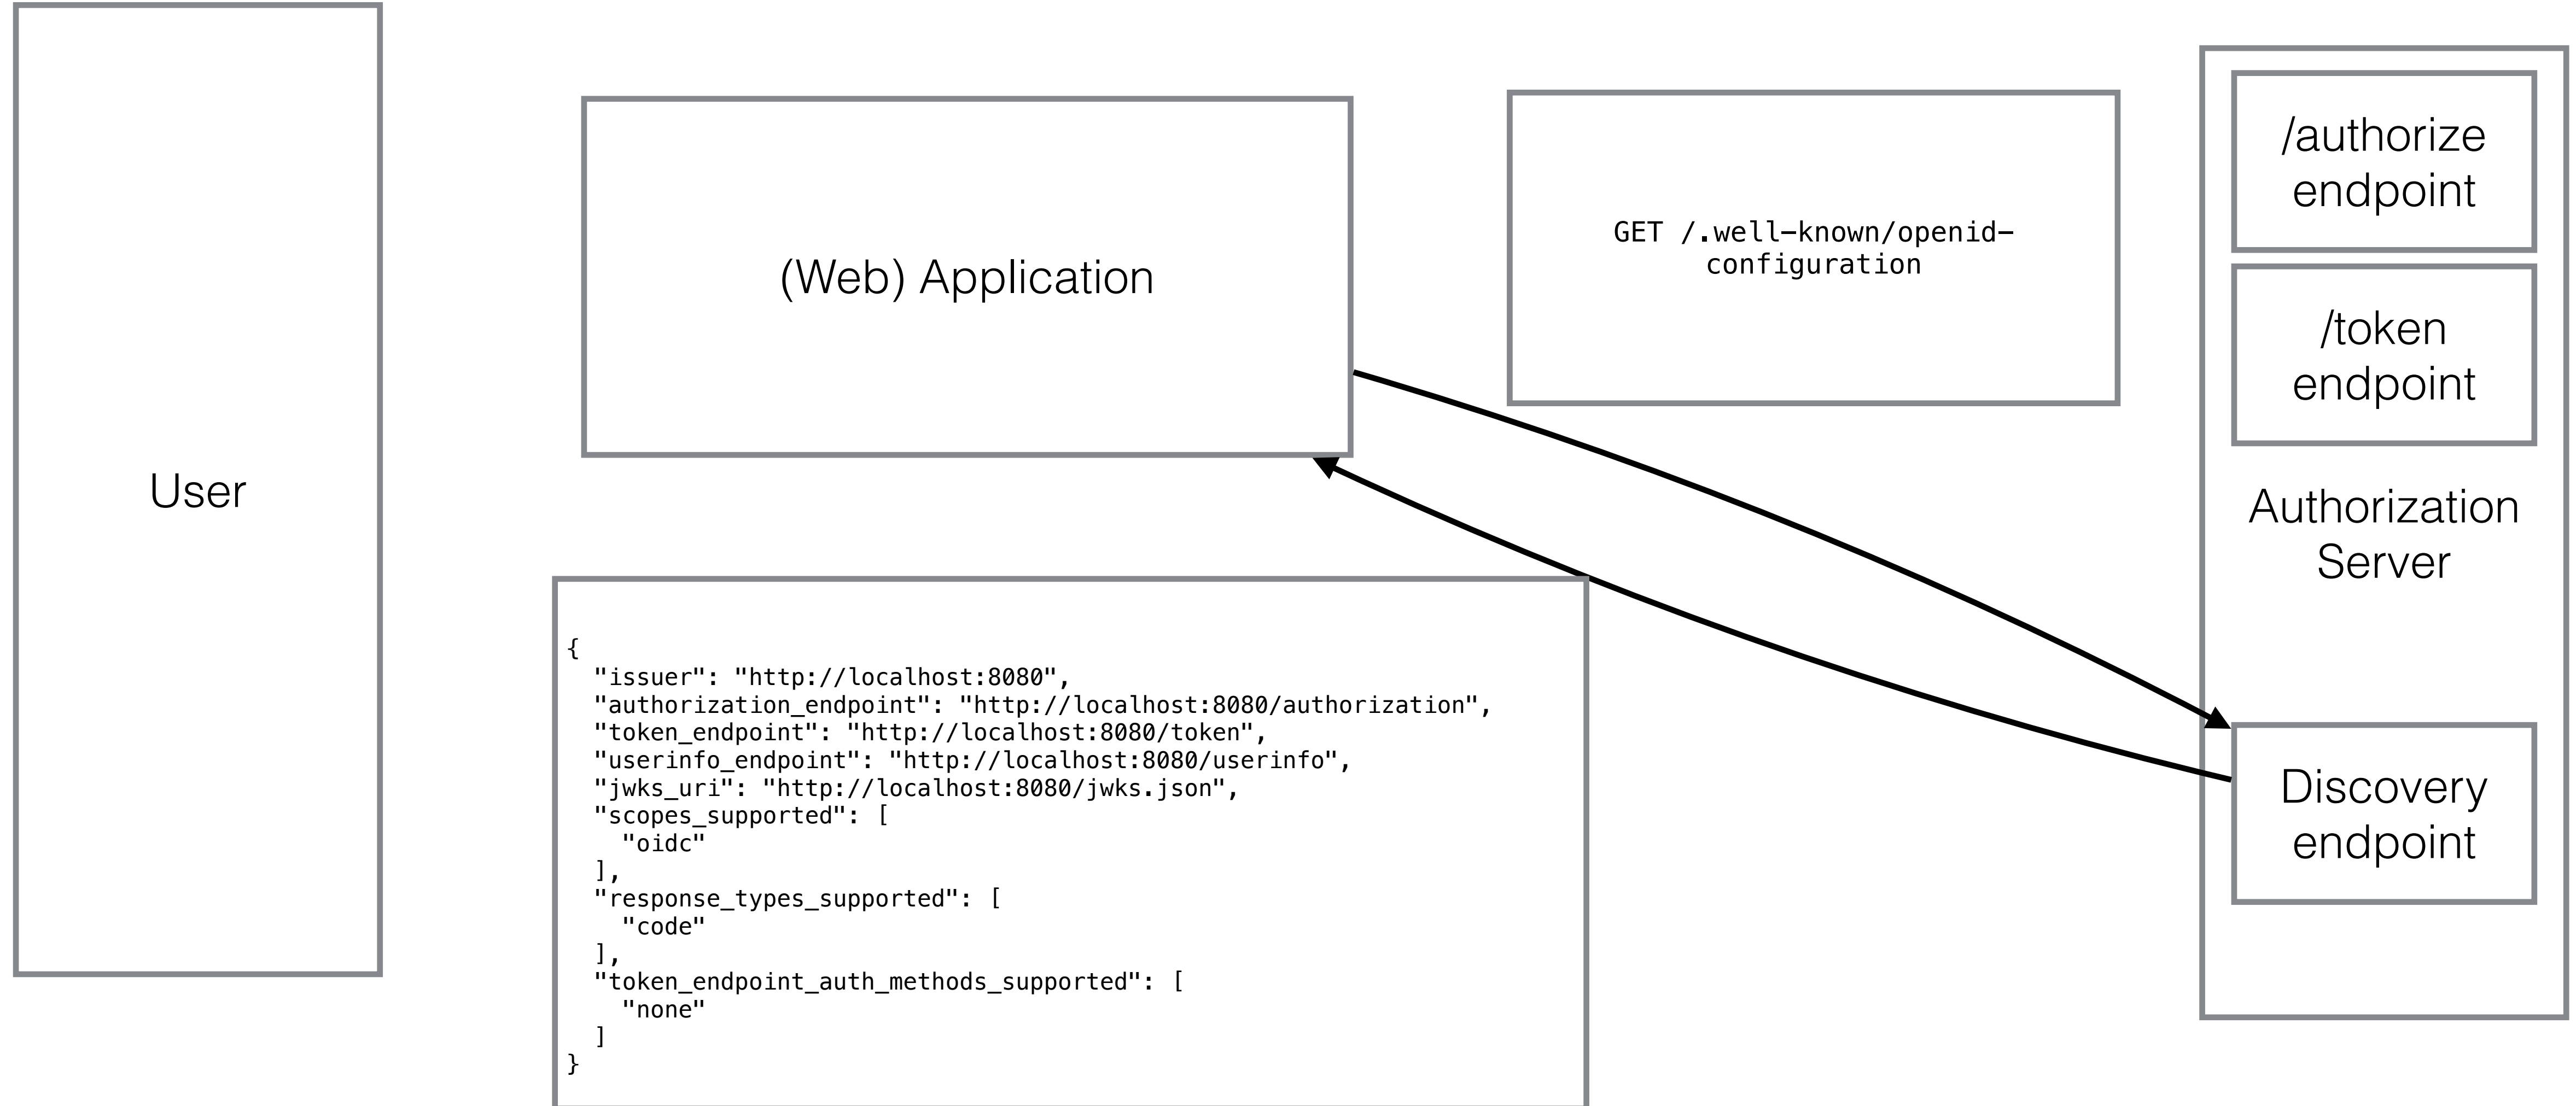 User
(Web) Application
GET /.well-known/openid-
configuration
/authorize
endpoint
/token
endpoint
Authorization
Server
Discovery
endpoint
{
  "issuer": "http://localhost:8080",
  "authorization_endpoint": "http://localhost:8080/authorization",
  "token_endpoint": "http://localhost:8080/token",
  "userinfo_endpoint": "http://localhost:8080/userinfo",
  "jwks_uri": "http://localhost:8080/jwks.json",
  "scopes_supported": [
    "oidc"
  ],
  "response_types_supported": [
    "code"
  ],
  "token_endpoint_auth_methods_supported": [
    "none"
  ]
}